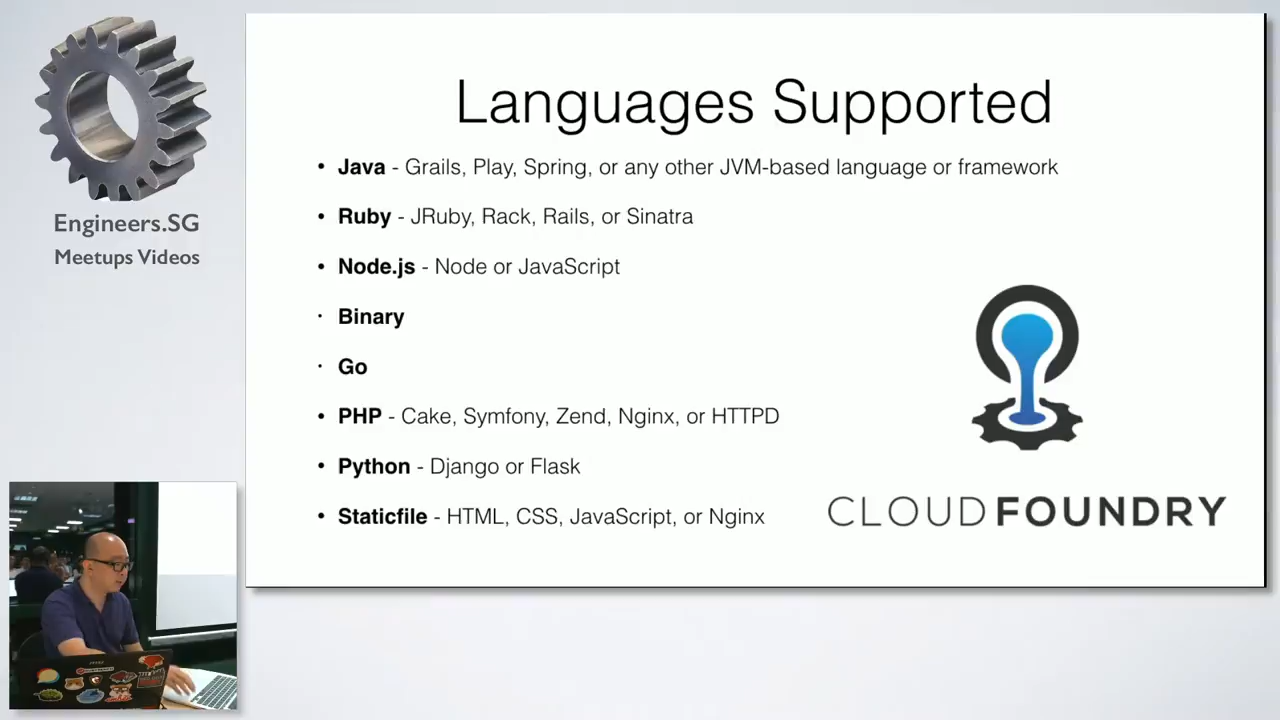 Engineers.SG
Meetups Videos
Languages Supported
• Java - Grails, Play, Spring, or any other JVM-based language or framework
• Ruby - JRuby, Rack, Rails, or Sinatra
• Node.js - Node or JavaScript
• Binary
• Go
• PHP - Cake, Symfony, Zend, Nginx, or HTTPD
• Python - Django or Flask
• Staticfile - HTML, CSS, JavaScript, or Nginx
CLOUDFOUNDRY